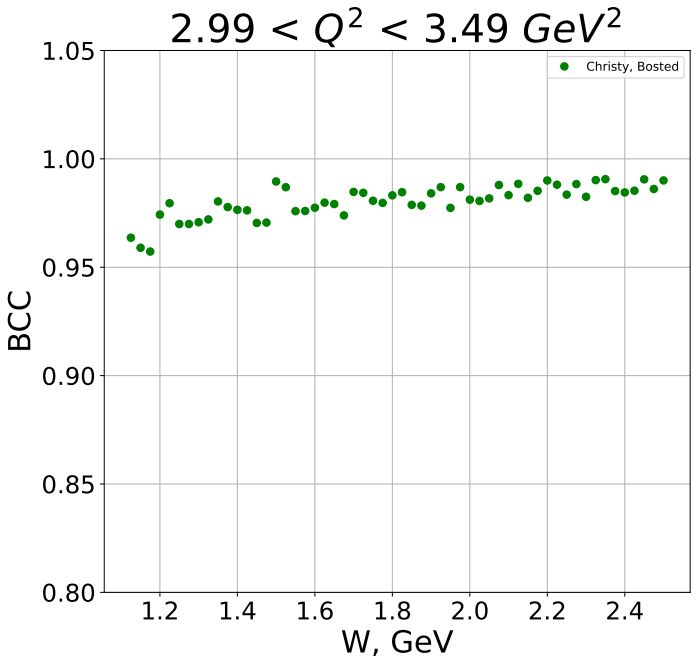 2.99 < Q² < 3.49 GeV²
Christy, Bosted
BCC
1.05
1.00
0.95
0.90
0.85
0.80
1.2 1.4 1.6 1.8 2.0 2.2 2.4
W, GeV